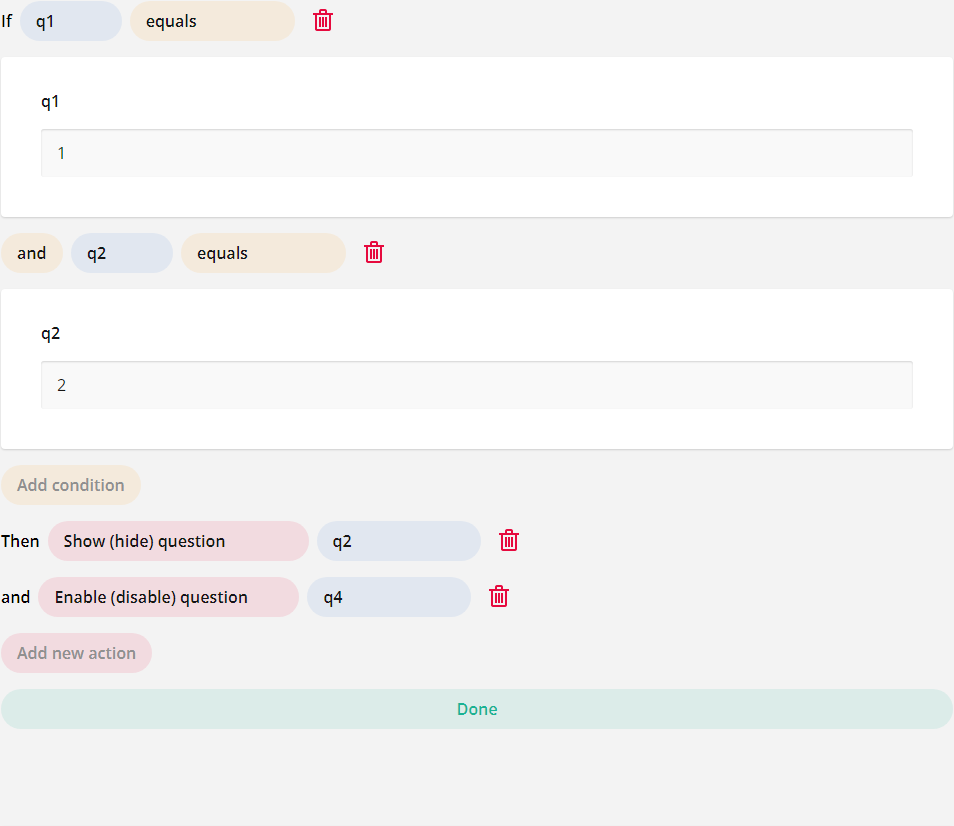 If q1 equals
q1
1
and q2 equals
q2
2
Add condition
Then Show (hide) question q2
and Enable (disable) question q4
Add new action
Done